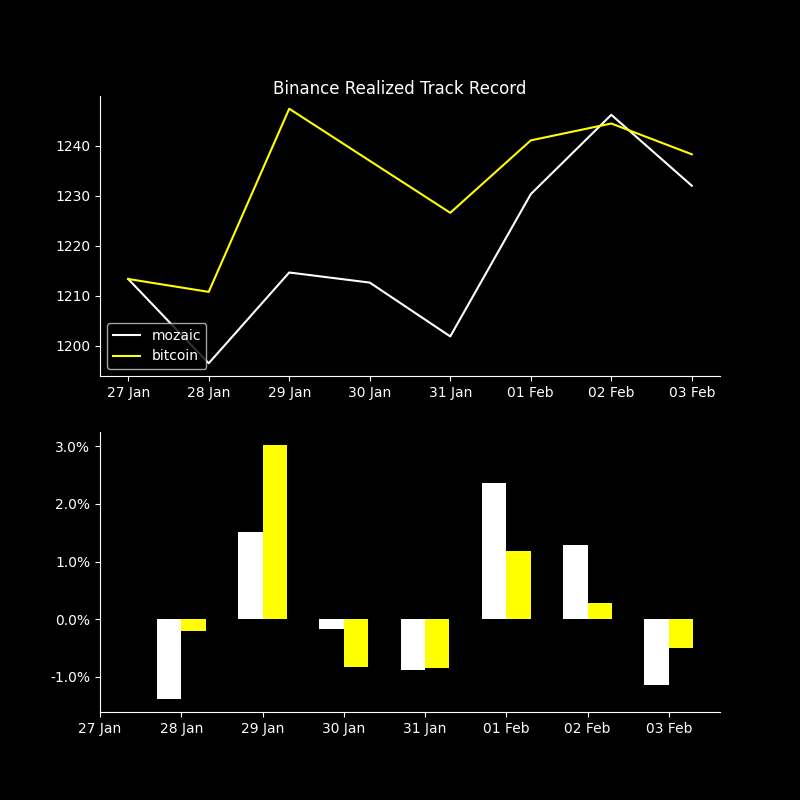 Binance Realized Track Record
1240
1230
1220
1210
1200
mozaic
bitcoin
27 Jan 28 Jan 29 Jan 30 Jan 31 Jan 01 Feb 02 Feb 03 Feb
3.0%
2.0%
1.0%
0.0%
-1.0%
27 Jan 28 Jan 29 Jan 30 Jan 31 Jan 01 Feb 02 Feb 03 Feb